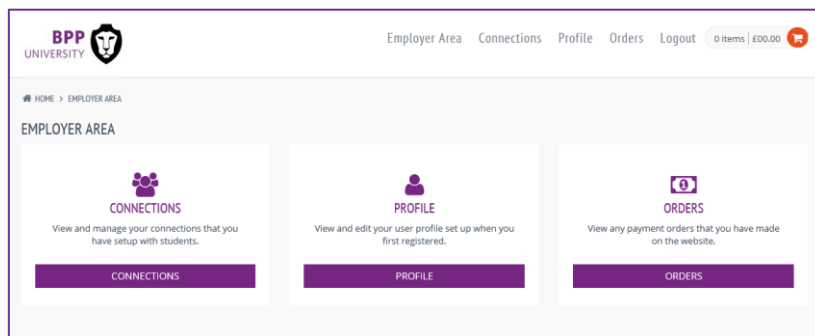 BPP
UNIVERSITY
Employer Area Connections Profile Orders Logout 0 items £00.00
HOME > EMPLOYER AREA
EMPLOYER AREA
CONNECTIONS
View and manage your connections that you
have setup with students.
CONNECTIONS
PROFILE
View and edit your user profile set up when you
first registered.
PROFILE
1
ORDERS
View any payment orders that you have made
on the website.
ORDERS